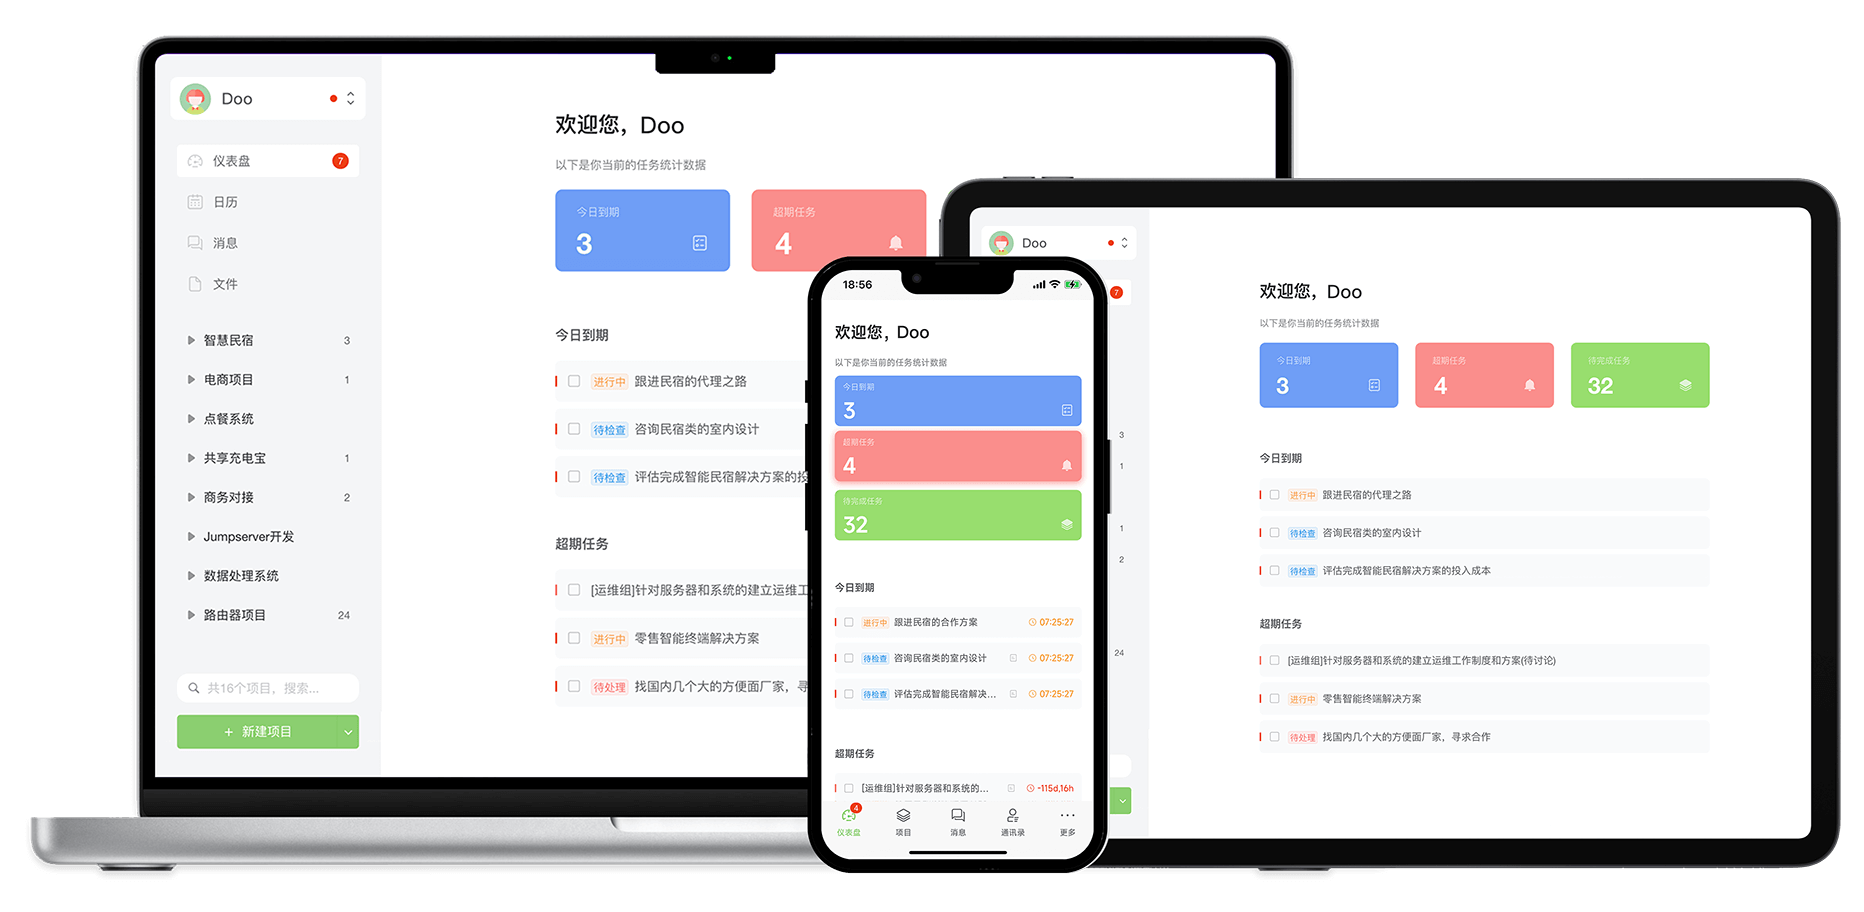 Doo
仪表盘
7
日历
消息
文件
智慧民宿
3
电商项目
1
点餐系统
共享充电宝
1
商务对接
2
Jumpserver开发
数据处理系统
路由器项目
24
共16个项目，搜索...
+ 新建项目
欢迎您，Doo
以下是你当前的任务统计数据
今日到期
3
超期任务
4
今日到期
进行中 跟进民宿的代理之路
待检查 咨询民宿类的室内设计
待检查 评估完成智能民宿解决方案的投
超期任务
[运维组]针对服务器和系统的建立运维工
进行中 零售智能终端解决方案
待处理 找国内几个大的方便面厂家，寻
18:56
欢迎您，Doo
以下是你当前的任务统计数据
今日到期
3
超期任务
4
待完成任务
32
今日到期
进行中 跟进民宿的合作方案 07:25:27
待检查 咨询民宿类的室内设计 07:25:27
待检查 评估完成智能民宿解决... 07:25:27
超期任务
[运维组]针对服务器和系统的... -115d,16h
4
仪表盘
项目
消息
通讯录
更多
Doo
7
3
1
1
2
24
欢迎您，Doo
以下是你当前的任务统计数据
今日到期
3
超期任务
4
待完成任务
32
今日到期
进行中 跟进民宿的代理之路
待检查 咨询民宿类的室内设计
待检查 评估完成智能民宿解决方案的投入成本
超期任务
[运维组]针对服务器和系统的建立运维工作制度和方案(待讨论)
进行中 零售智能终端解决方案
待处理 找国内几个大的方便面厂家，寻求合作